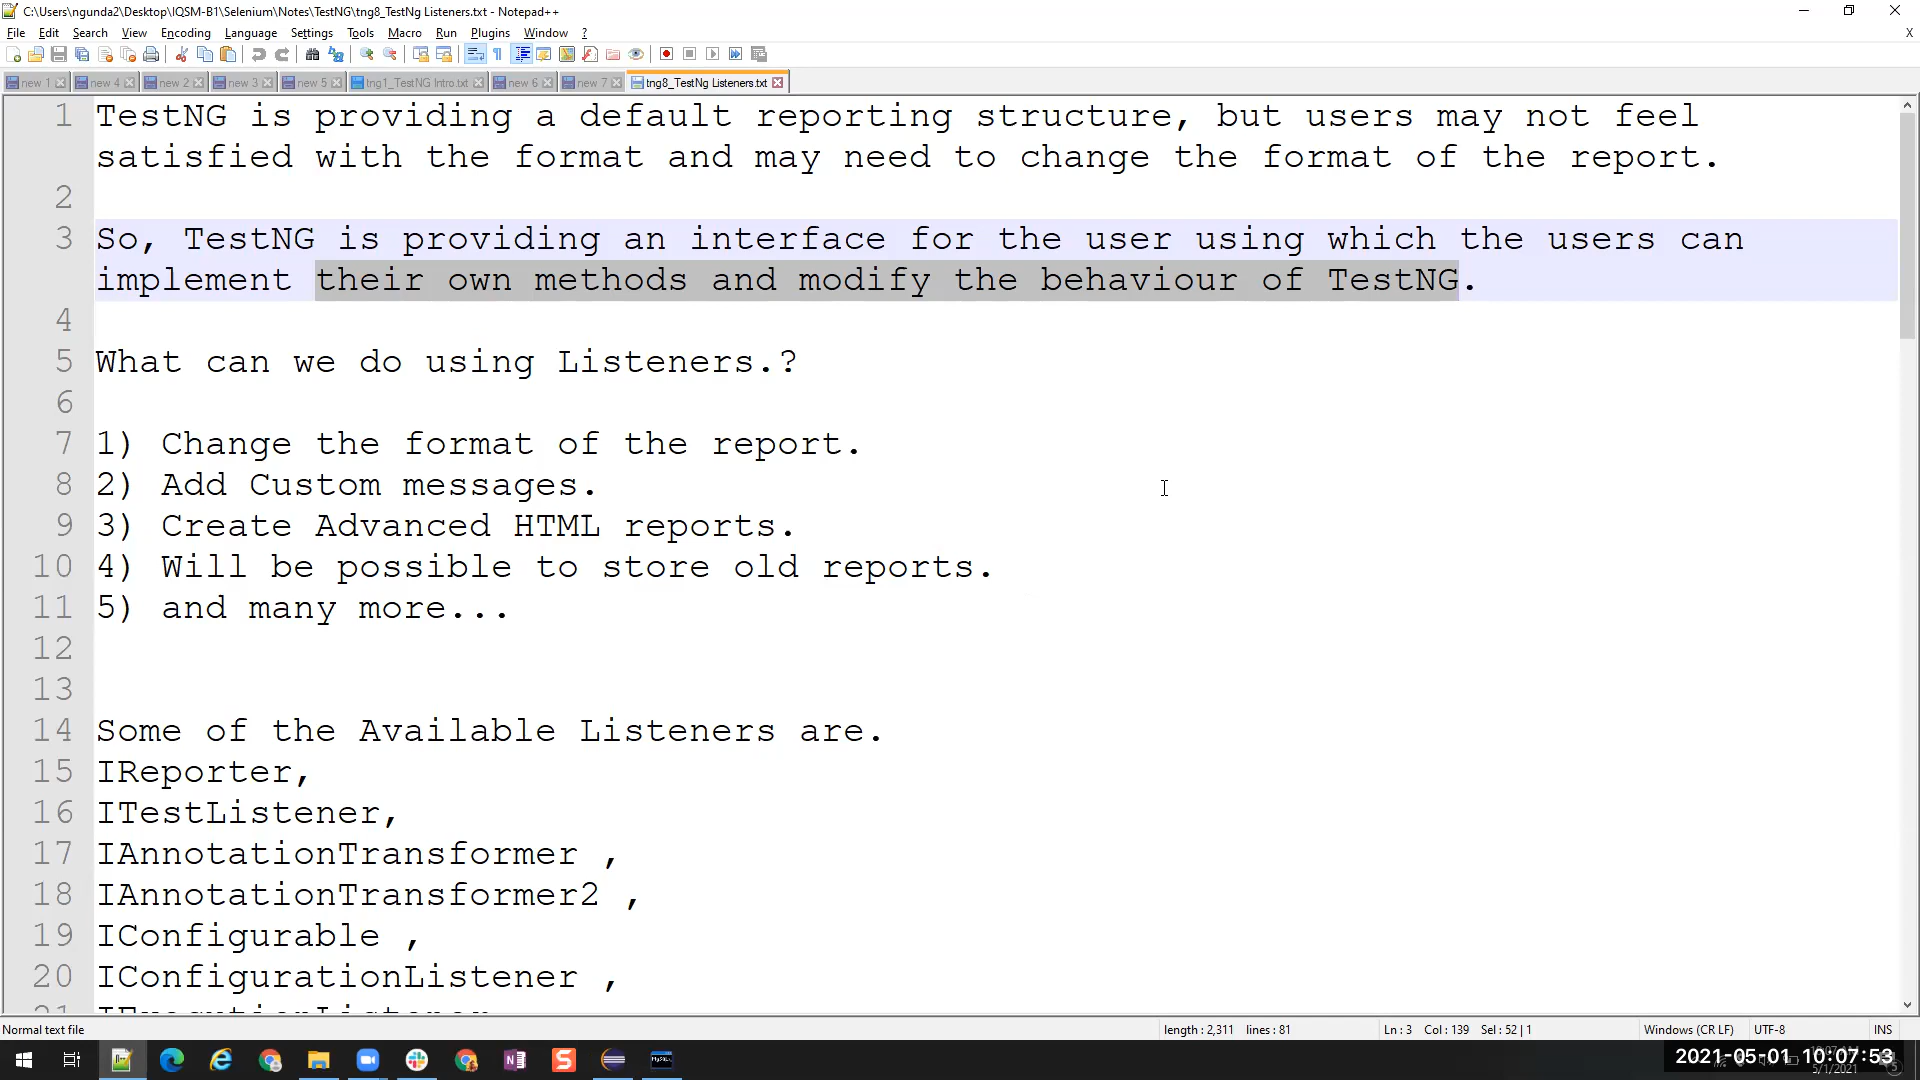 C:\Users\ngunda2\Desktop\IQSM-B1\Selenium\Notes\TestNG\tng8_TestNg Listeners.txt - Notepad++
File Edit Search View Encoding Language Settings Tools Macro Run Plugins Window ? X
new 1 new 4 new 2 new 3 new 5 tng1_TestNG Intro.txt new 6 new 7 tng8_TestNg Listeners.txt
1 TestNG is providing a default reporting structure, but users may not feel
satisfied with the format and may need to change the format of the report.
2
3 So, TestNG is providing an interface for the user using which the users can
implement their own methods and modify the behaviour of TestNG.
4
5 What can we do using Listeners.?
6
7 1) Change the format of the report.
8 2) Add Custom messages.
9 3) Create Advanced HTML reports.
10 4) Will be possible to store old reports.
11 5) and many more...
12
13
14 Some of the Available Listeners are.
15 IReporter,
16 ITestListener,
17 IAnnotationTransformer ,
18 IAnnotationTransformer2 ,
19 IConfigurable ,
20 IConfigurationListener ,
Normal text file length : 2,311 lines : 81 Ln : 3 Col : 139 Sel : 52 | 1 Windows (CR LF) UTF-8 INS
2021-05-01 10:07:53
5/1/2021